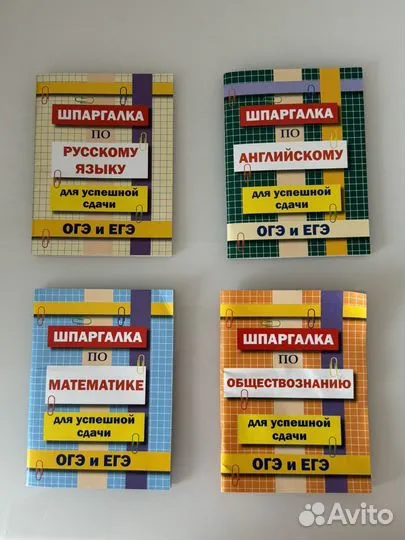 ШПАРГАЛКА
ПО
РУССКОМУ
ЯЗЫКУ
для успешной
сдачи
ОГЭ и ЕГЭ
ШПАРГАЛКА
ПО
АНГЛИЙСКОМУ
для успешной
сдачи
ОГЭ и ЕГЭ
ШПАРГАЛКА
ПО
МАТЕМАТИКЕ
для успешной
сдачи
ОГЭ и ЕГЭ
ШПАРГАЛКА
ПО
ОБЩЕСТВОЗНАНИЮ
для успешной
сдачи
ОГЭ и ЕГЭ
Avito